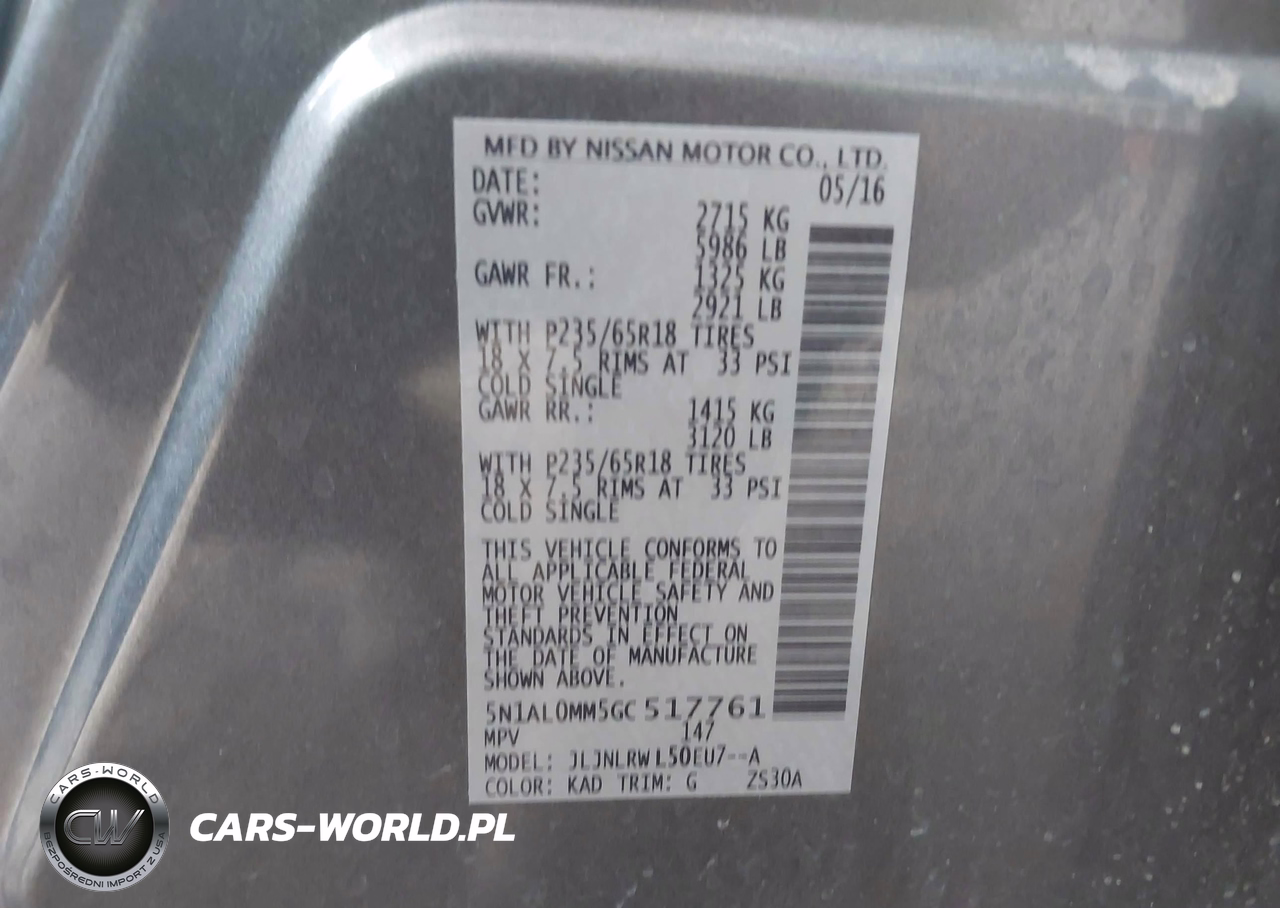 MFD BY NISSAN MOTOR CO., LTD.
DATE: 05/16
GVWR: 2715 KG
5986 LB
GAWR FR.: 1325 KG
2921 LB
WITH P235/65R18 TIRES
18 X 7.5 RIMS AT 33 PSI
COLD SINGLE
GAWR RR.: 1415 KG
3120 LB
WITH P235/65R18 TIRES
18 X 7.5 RIMS AT 33 PSI
COLD SINGLE
THIS VEHICLE CONFORMS TO
ALL APPLICABLE FEDERAL
MOTOR VEHICLE SAFETY AND
THEFT PREVENTION
STANDARDS IN EFFECT ON
THE DATE OF MANUFACTURE
SHOWN ABOVE.
5N1AL0MM5GC517761
MPV 147
MODEL: JLJNLRWL50EU7--A
COLOR: KAD TRIM: G ZS30A
CARS-WORLD
CW
BEZPOŚREDNI IMPORT Z USA
CARS-WORLD.PL